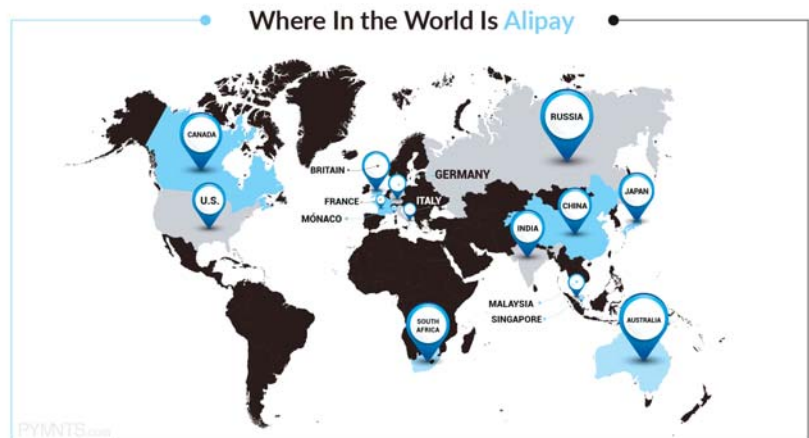 Where In the World Is Alipay
RUSSIA
CANADA
BRITAIN
GERMANY
U.S.
FRANCE
ITALY
JAPAN
CHINA
MÓNACO
INDIA
MALAYSIA
SINGAPORE
SOUTH
AFRICA
AUSTRALIA
PYMNTS.com